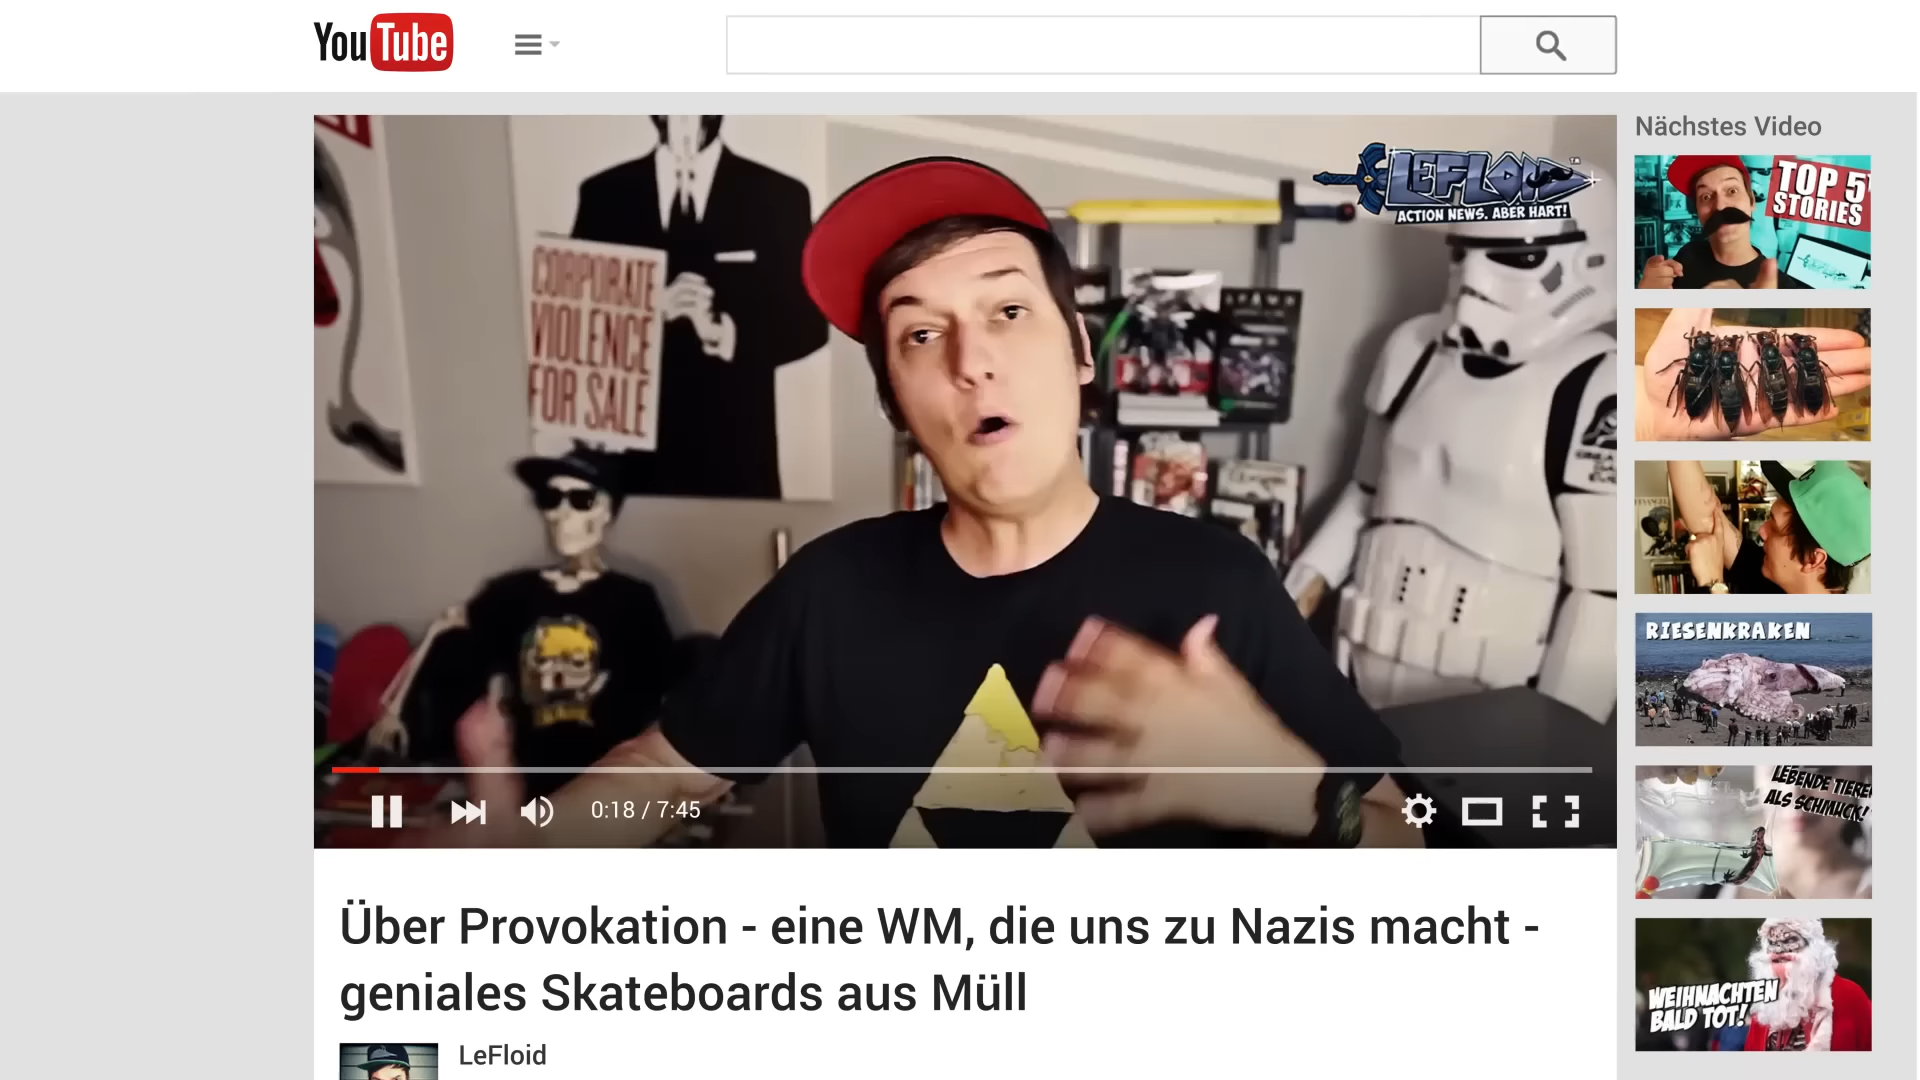 YouTube
Nächstes Video
LEFLOID
ACTION NEWS. ABER HART!
CORPORATE
VIOLENCE
FOR SALE
TOP 5
STORIES
RIESENKRAKEN
LEBENDE TIERE
ALS SCHMUCK!
WEIHNACHTEN
BALD TOT!
0:18 / 7:45
Über Provokation - eine WM, die uns zu Nazis macht -
geniales Skateboards aus Müll
LeFloid